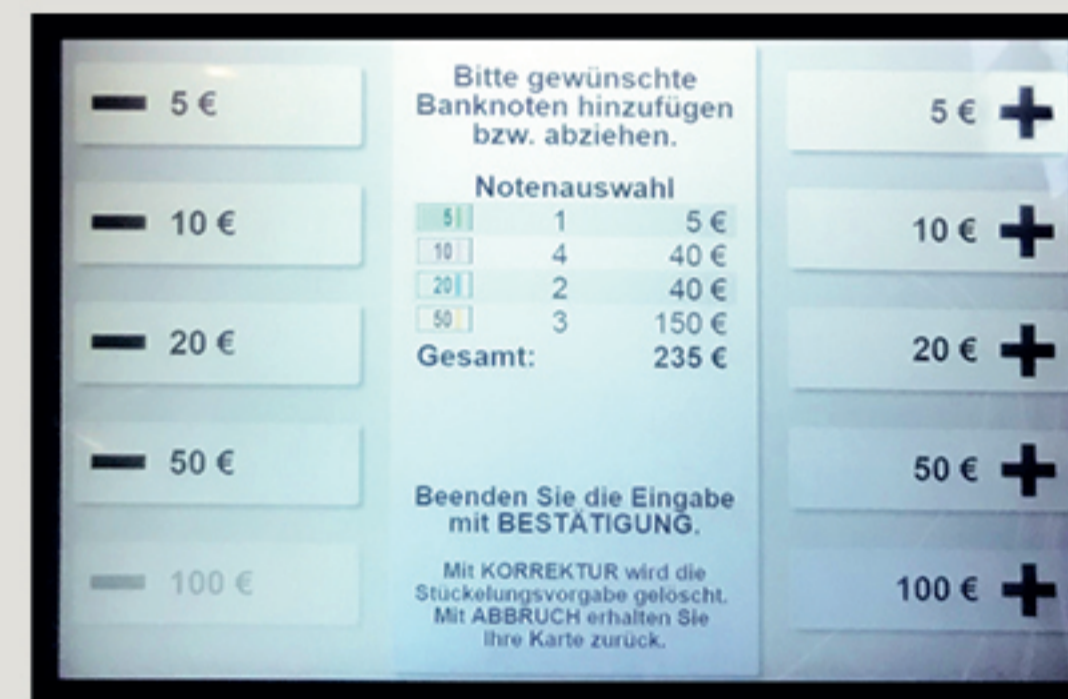 5 €
10 €
20 €
50 €
100 €
Bitte gewünschte
Banknoten hinzufügen
bzw. abziehen.
Notenauswahl
5 1 5 €
10 4 40 €
20 2 40 €
50 3 150 €
Gesamt: 235 €
Beenden Sie die Eingabe
mit BESTÄTIGUNG.
Mit KORREKTUR wird die
Stückelungsvorgabe gelöscht.
Mit ABBRUCH erhalten Sie
Ihre Karte zurück.
5 € +
10 € +
20 € +
50 € +
100 € +